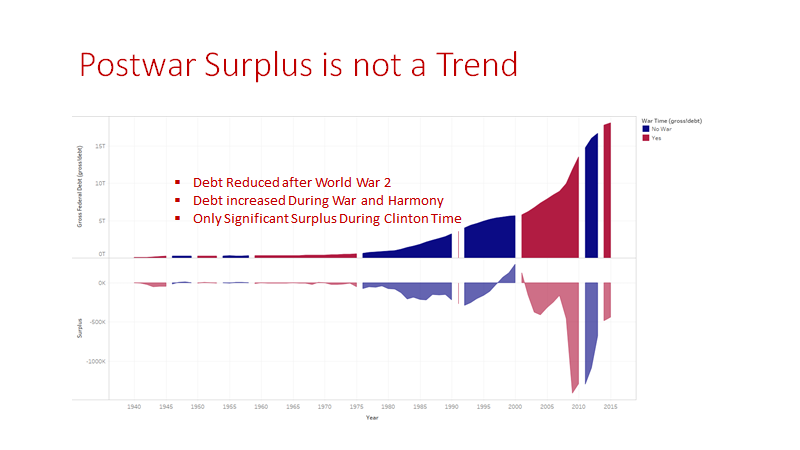 Postwar Surplus is not a Trend
War Time (gross!debt)
No War
Yes
Gross Federal Debt (gross!debt)
15T
10T
5T
0T
▪ Debt Reduced after World War 2
▪ Debt increased During War and Harmony
▪ Only Significant Surplus During Clinton Time
Surplus
0K
-500K
-1000K
1940 1945 1950 1955 1960 1965 1970 1975 1980 1985 1990 1995 2000 2005 2010 2015
Year